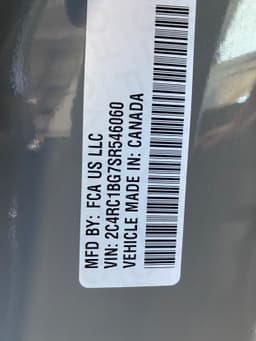 MFD BY: FCA US LLC
VIN: 2C4RC1BG7SR546060
VEHICLE MADE IN: CANADA